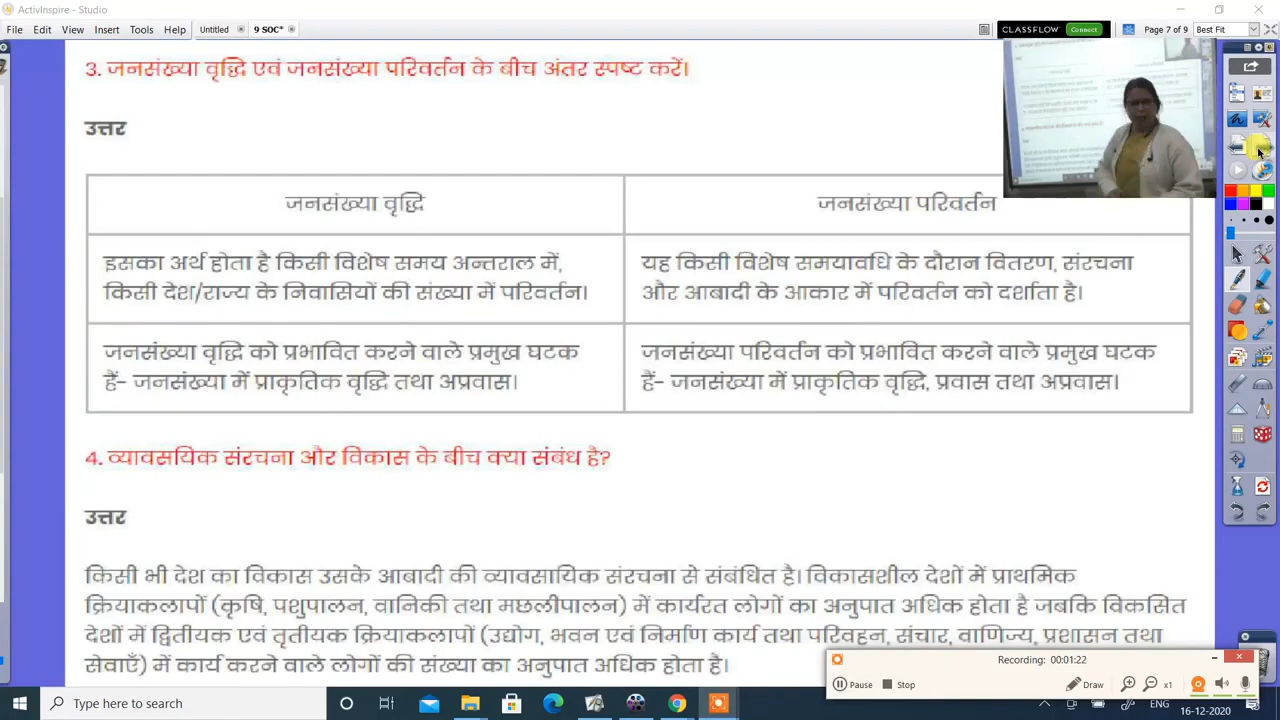 ActivInspire - Studio
File Edit View Insert Tools Help
Untitled
9 SOC*
CLASSFLOW Connect
Page 7 of 9
Best Fit
3. जनसंख्या वृद्धि एवं जनसंख्या परिवर्तन के बीच अंतर स्पष्ट करें।
उत्तर
जनसंख्या वृद्धि
जनसंख्या परिवर्तन
इसका अर्थ होता है किसी विशेष समय अन्तराल में,
किसी देश/राज्य के निवासियों की संख्या में परिवर्तन।
यह किसी विशेष समयावधि के दौरान वितरण, संरचना
और आबादी के आकार में परिवर्तन को दर्शाता है।
जनसंख्या वृद्धि को प्रभावित करने वाले प्रमुख घटक
हैं- जनसंख्या में प्राकृतिक वृद्धि तथा अप्रवास।
जनसंख्या परिवर्तन को प्रभावित करने वाले प्रमुख घटक
हैं- जनसंख्या में प्राकृतिक वृद्धि, प्रवास तथा अप्रवास।
4. व्यावसयिक संरचना और विकास के बीच क्या संबंध है?
उत्तर
किसी भी देश का विकास उसके आबादी की व्यावसायिक संरचना से संबंधित है। विकासशील देशों में प्राथमिक
क्रियाकलापों (कृषि, पशुपालन, वानिकी तथा मछलीपालन) में कार्यरत लोगों का अनुपात अधिक होता है जबकि विकसित
देशों में द्वितीयक एवं तृतीयक क्रियाकलापों (उद्योग, भवन एवं निर्माण कार्य तथा परिवहन, संचार, वाणिज्य, प्रशासन तथा
सेवाएँ) में कार्य करने वाले लोगों की संख्या का अनुपात अधिक होता है।
Recording: 00:01:22
Pause Stop Draw x1
Type here to search
ENG
16-12-2020